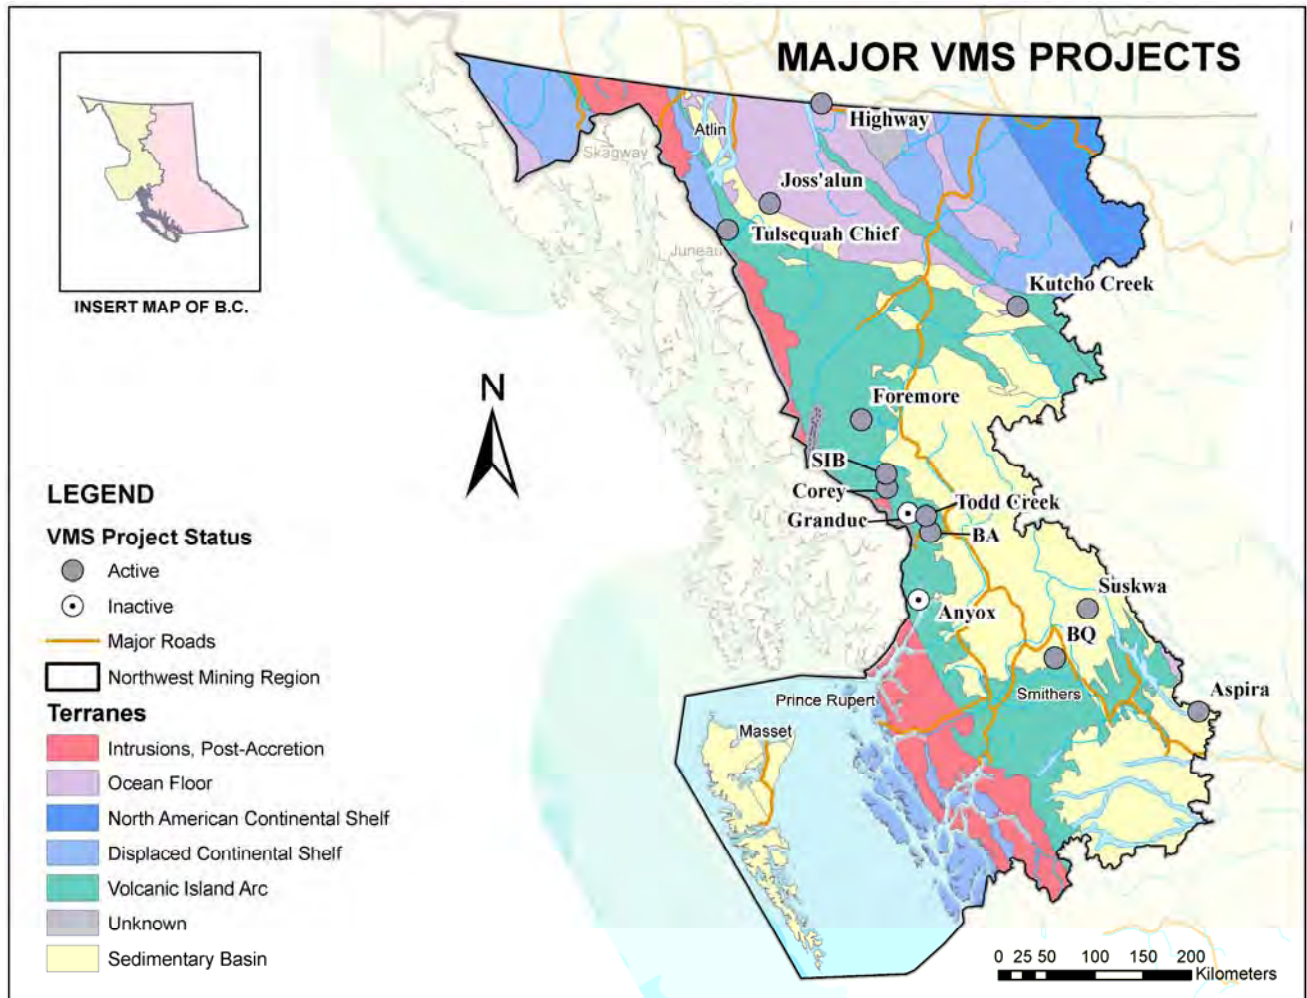 MAJOR VMS PROJECTS
INSERT MAP OF B.C.
Highway
Atlin
Skagway
Joss'alun
Tulsequah Chief
Juneau
Kutcho Creek
N
Foremore
SIB
Corey
Todd Creek
Granduc
BA
Suskwa
Anyox
BQ
Smithers
Aspira
Prince Rupert
Masset
LEGEND
VMS Project Status
Active
Inactive
Major Roads
Northwest Mining Region
Terranes
Intrusions, Post-Accretion
Ocean Floor
North American Continental Shelf
Displaced Continental Shelf
Volcanic Island Arc
Unknown
Sedimentary Basin
0 25 50 100 150 200
Kilometers